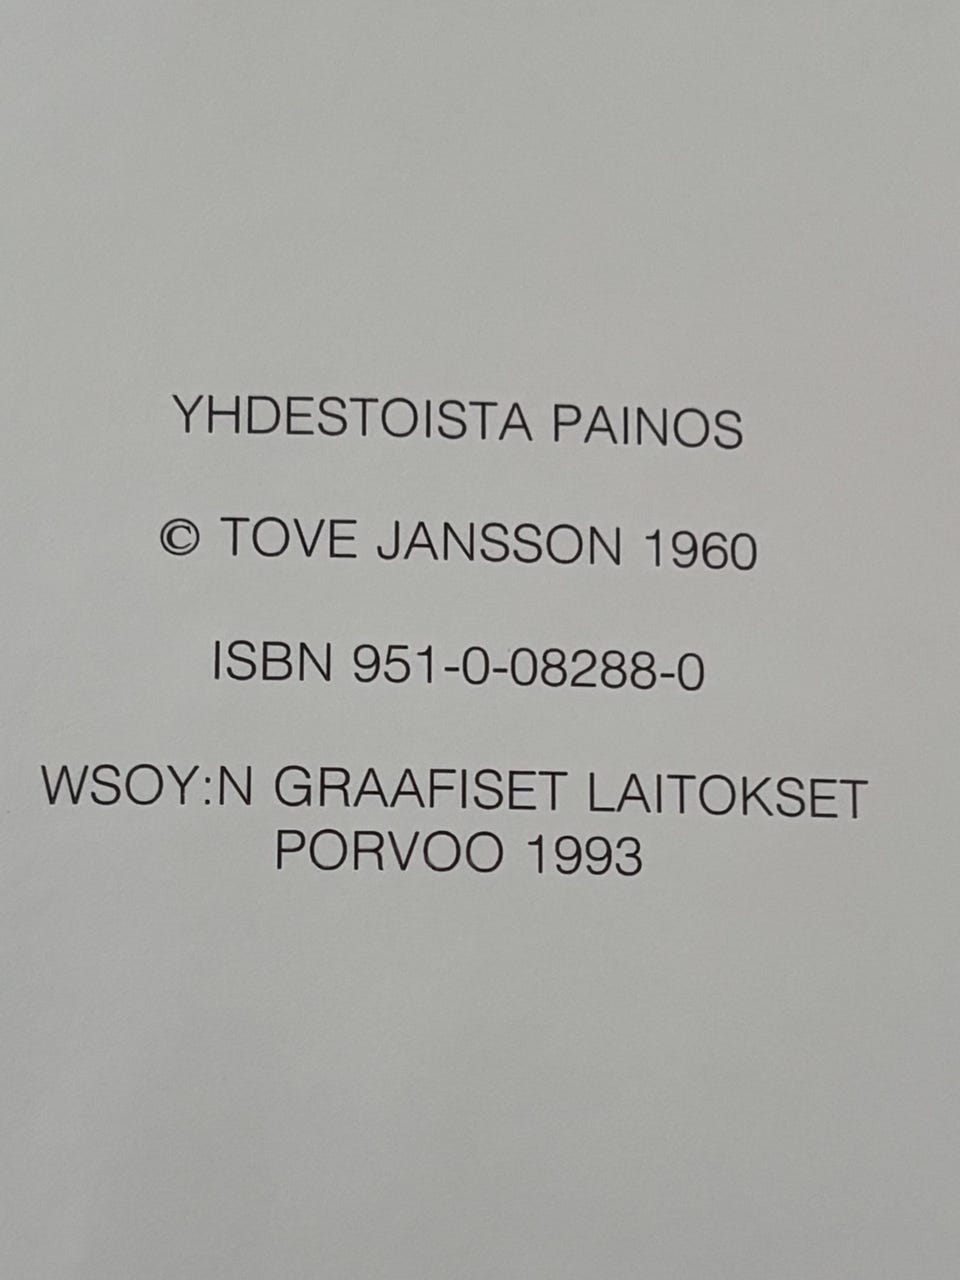 YHDESTOISTA PAINOS
© TOVE JANSSON 1960
ISBN 951-0-08288-0
WSOY:N GRAAFISET LAITOKSET
PORVOO 1993